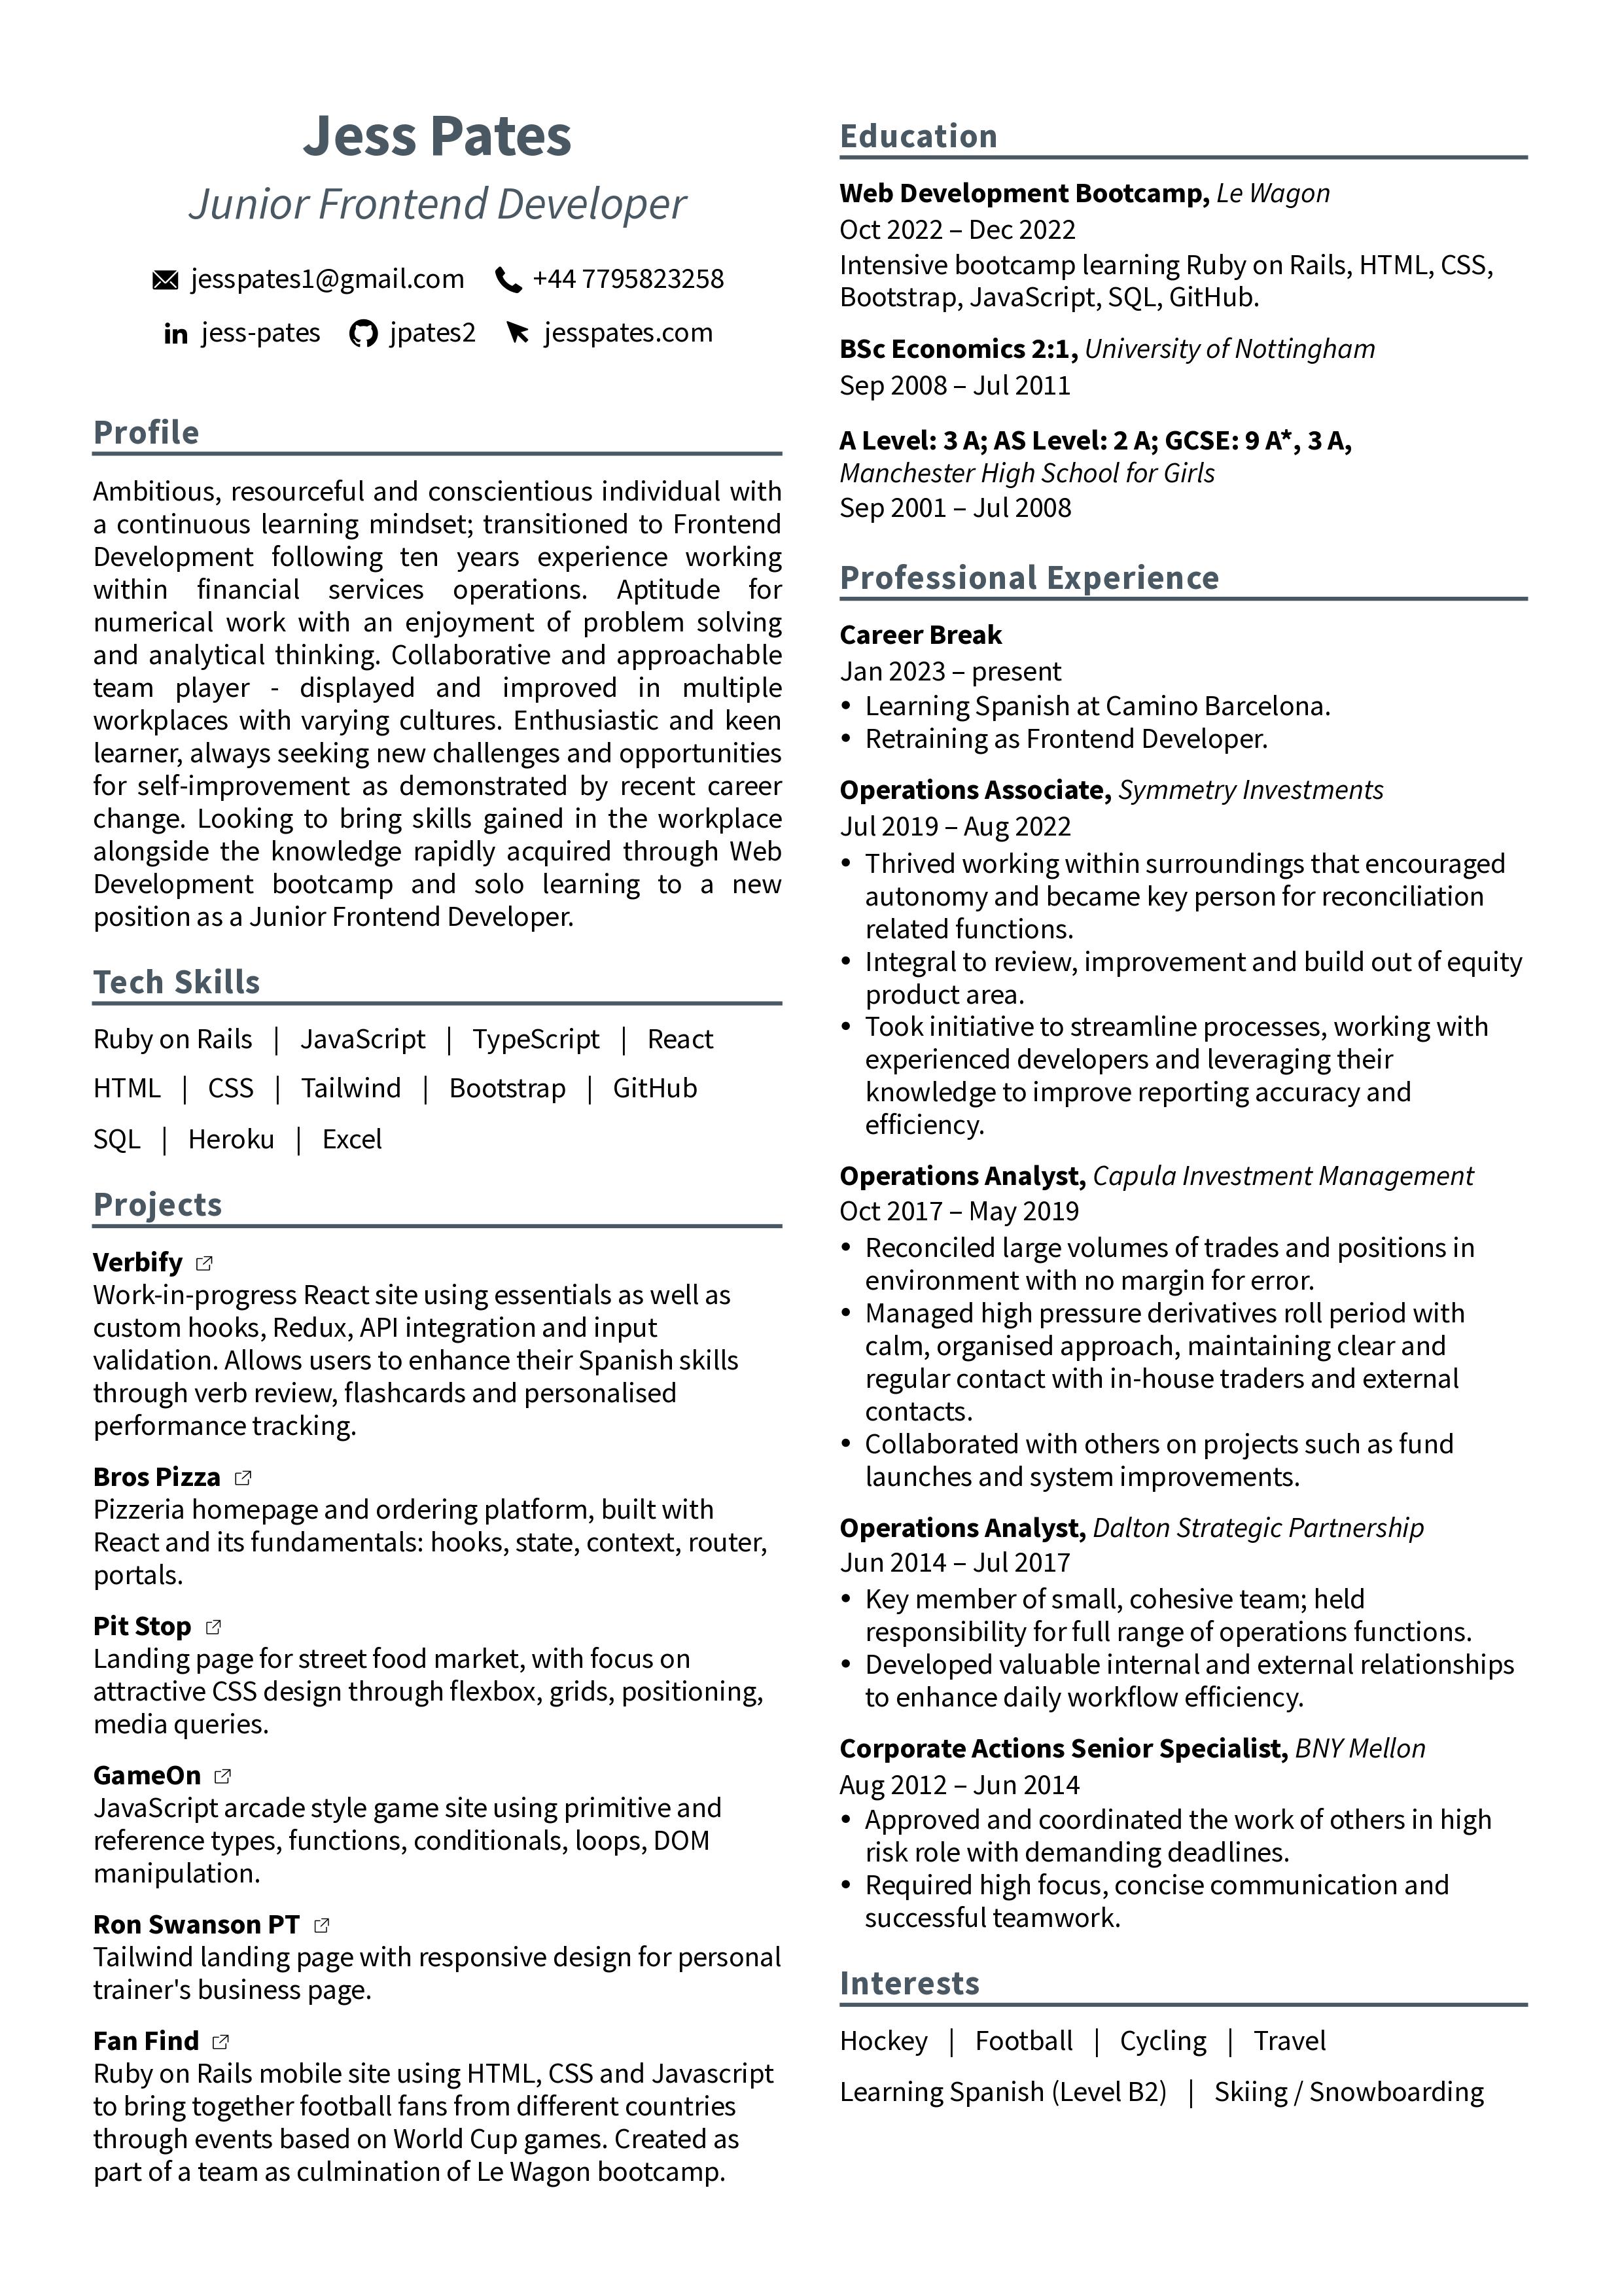 Jess Pates
Junior Frontend Developer
jesspates1@gmail.com +44 7795823258
jess-pates jpates2 jesspates.com
Profile
Ambitious, resourceful and conscientious individual with
a continuous learning mindset; transitioned to Frontend
Development following ten years experience working
within financial services operations. Aptitude for
numerical work with an enjoyment of problem solving
and analytical thinking. Collaborative and approachable
team player - displayed and improved in multiple
workplaces with varying cultures. Enthusiastic and keen
learner, always seeking new challenges and opportunities
for self-improvement as demonstrated by recent career
change. Looking to bring skills gained in the workplace
alongside the knowledge rapidly acquired through Web
Development bootcamp and solo learning to a new
position as a Junior Frontend Developer.
Tech Skills
Ruby on Rails | JavaScript | TypeScript | React
HTML | CSS | Tailwind | Bootstrap | GitHub
SQL | Heroku | Excel
Projects
Verbify
Work-in-progress React site using essentials as well as
custom hooks, Redux, API integration and input
validation. Allows users to enhance their Spanish skills
through verb review, flashcards and personalised
performance tracking.
Bros Pizza
Pizzeria homepage and ordering platform, built with
React and its fundamentals: hooks, state, context, router,
portals.
Pit Stop
Landing page for street food market, with focus on
attractive CSS design through flexbox, grids, positioning,
media queries.
GameOn
JavaScript arcade style game site using primitive and
reference types, functions, conditionals, loops, DOM
manipulation.
Ron Swanson PT
Tailwind landing page with responsive design for personal
trainer's business page.
Fan Find
Ruby on Rails mobile site using HTML, CSS and Javascript
to bring together football fans from different countries
through events based on World Cup games. Created as
part of a team as culmination of Le Wagon bootcamp.
Education
Web Development Bootcamp, Le Wagon
Oct 2022 – Dec 2022
Intensive bootcamp learning Ruby on Rails, HTML, CSS,
Bootstrap, JavaScript, SQL, GitHub.
BSc Economics 2:1, University of Nottingham
Sep 2008 – Jul 2011
A Level: 3 A; AS Level: 2 A; GCSE: 9 A*, 3 A,
Manchester High School for Girls
Sep 2001 – Jul 2008
Professional Experience
Career Break
Jan 2023 – present
• Learning Spanish at Camino Barcelona.
• Retraining as Frontend Developer.
Operations Associate, Symmetry Investments
Jul 2019 – Aug 2022
• Thrived working within surroundings that encouraged
autonomy and became key person for reconciliation
related functions.
• Integral to review, improvement and build out of equity
product area.
• Took initiative to streamline processes, working with
experienced developers and leveraging their
knowledge to improve reporting accuracy and
efficiency.
Operations Analyst, Capula Investment Management
Oct 2017 – May 2019
• Reconciled large volumes of trades and positions in
environment with no margin for error.
• Managed high pressure derivatives roll period with
calm, organised approach, maintaining clear and
regular contact with in-house traders and external
contacts.
• Collaborated with others on projects such as fund
launches and system improvements.
Operations Analyst, Dalton Strategic Partnership
Jun 2014 – Jul 2017
• Key member of small, cohesive team; held
responsibility for full range of operations functions.
• Developed valuable internal and external relationships
to enhance daily workflow efficiency.
Corporate Actions Senior Specialist, BNY Mellon
Aug 2012 – Jun 2014
• Approved and coordinated the work of others in high
risk role with demanding deadlines.
• Required high focus, concise communication and
successful teamwork.
Interests
Hockey | Football | Cycling | Travel
Learning Spanish (Level B2) | Skiing / Snowboarding